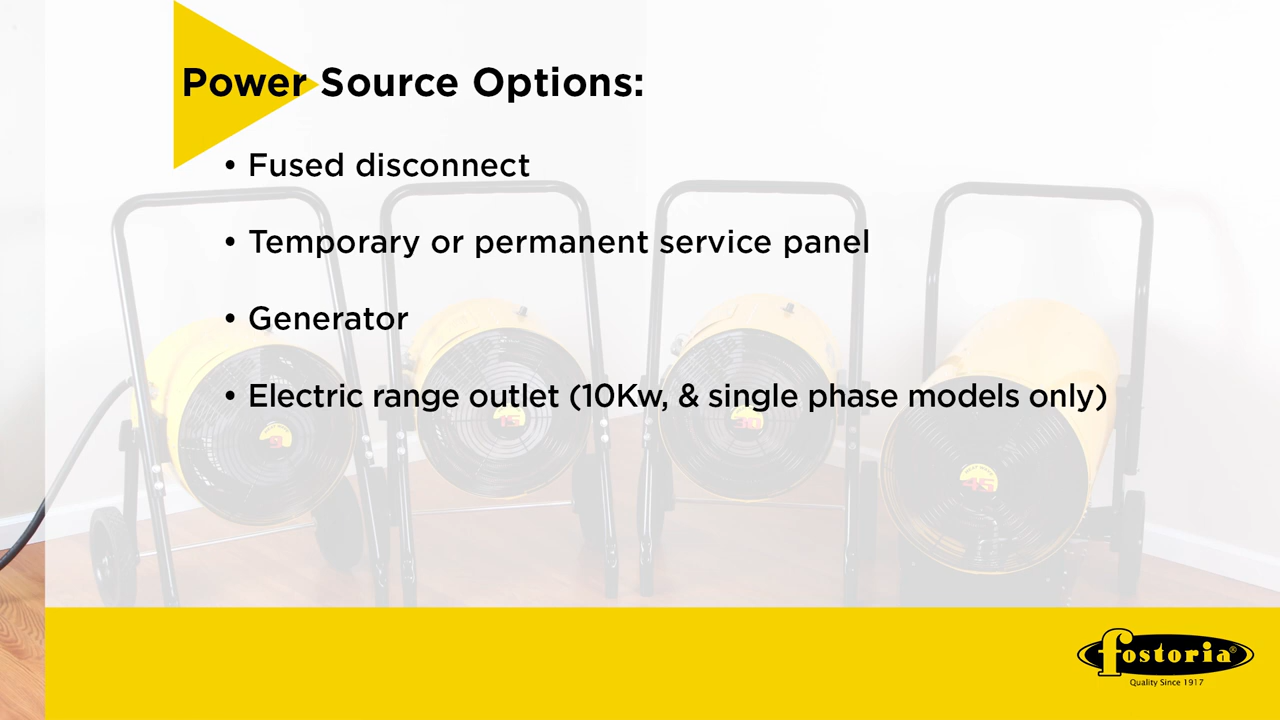 Power Source Options:
• Fused disconnect
• Temporary or permanent service panel
• Generator
• Electric range outlet (10Kw, & single phase models only)
fostoria®
Quality Since 1917